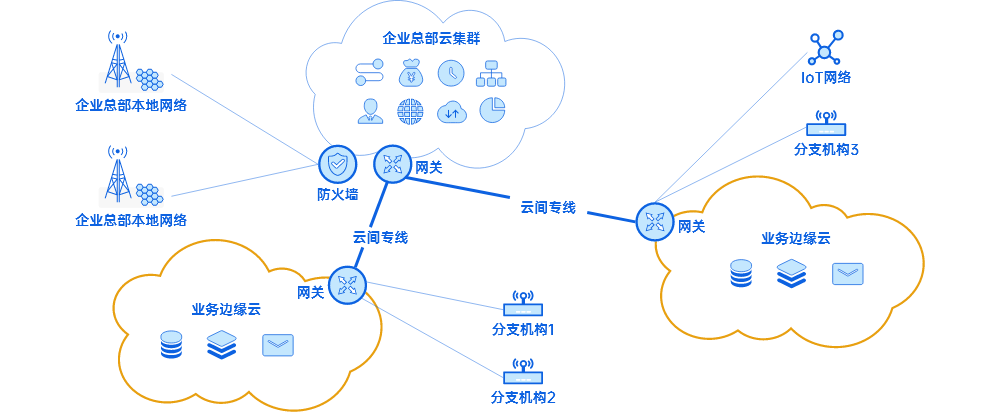 企业总部云集群
IoT网络
企业总部本地网络
分支机构3
网关
防火墙
云间专线
企业总部本地网络
网关
业务边缘云
云间专线
网关
业务边缘云
分支机构1
分支机构2